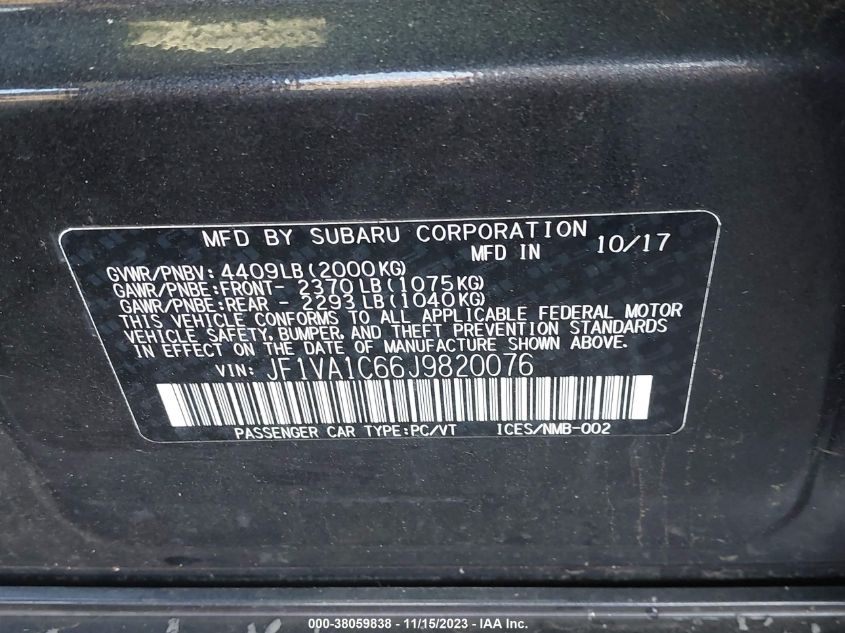 MFD BY SUBARU CORPORATION
MFD IN 10/17
GVWR/PNBV: 4409LB(2000KG)
GAWR/PNBE:FRONT- 2370LB(1075KG)
GAWR/PNBE:REAR - 2293LB(1040KG)
THIS VEHICLE CONFORMS TO ALL APPLICABLE FEDERAL MOTOR
VEHICLE SAFETY, BUMPER, AND THEFT PREVENTION STANDARDS
IN EFFECT ON THE DATE OF MANUFACTURE SHOWN ABOVE.
VIN: JF1VA1C66J9820076
PASSENGER CAR TYPE:PC/VT ICES/NMB-002
000-38059838 - 11/15/2023 - IAA Inc.